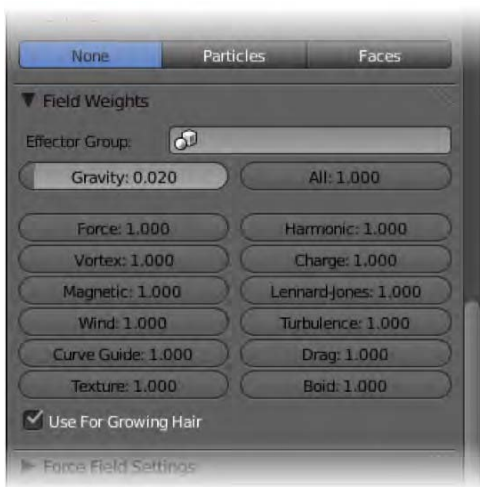 None Particles Faces
Field Weights
Effector Group:
Gravity: 0.020 All: 1.000
Force: 1.000 Harmonic: 1.000
Vortex: 1.000 Charge: 1.000
Magnetic: 1.000 Lennard-Jones: 1.000
Wind: 1.000 Turbulence: 1.000
Curve Guide: 1.000 Drag: 1.000
Texture: 1.000 Boid: 1.000
Use For Growing Hair
Force Field Settings